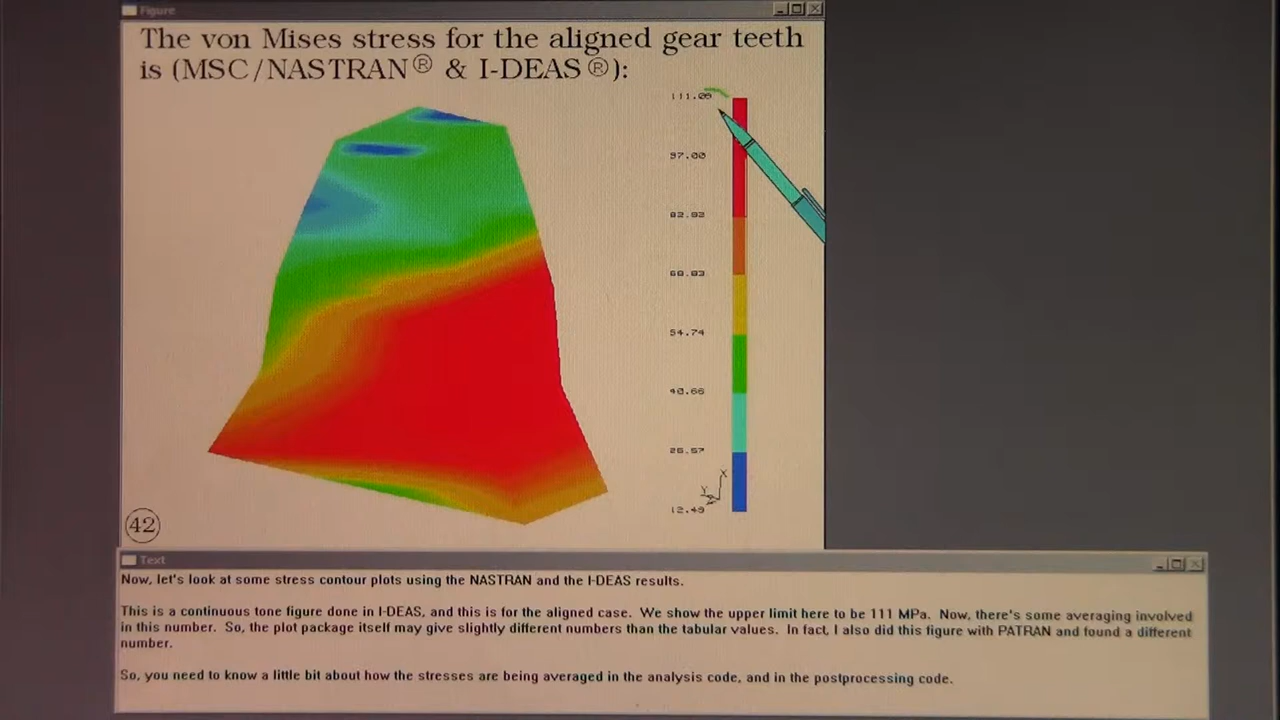 Figure
The von Mises stress for the aligned gear teeth
is (MSC/NASTRAN® & I-DEAS®):
111.09
97.00
82.92
68.83
54.74
40.66
26.57
12.49
X
Y
42
Text
Now, let's look at some stress contour plots using the NASTRAN and the I-DEAS results.
This is a continuous tone figure done in I-DEAS, and this is for the aligned case. We show the upper limit here to be 111 MPa. Now, there's some averaging involved
in this number. So, the plot package itself may give slightly different numbers than the tabular values. In fact, I also did this figure with PATRAN and found a different
number.
So, you need to know a little bit about how the stresses are being averaged in the analysis code, and in the postprocessing code.